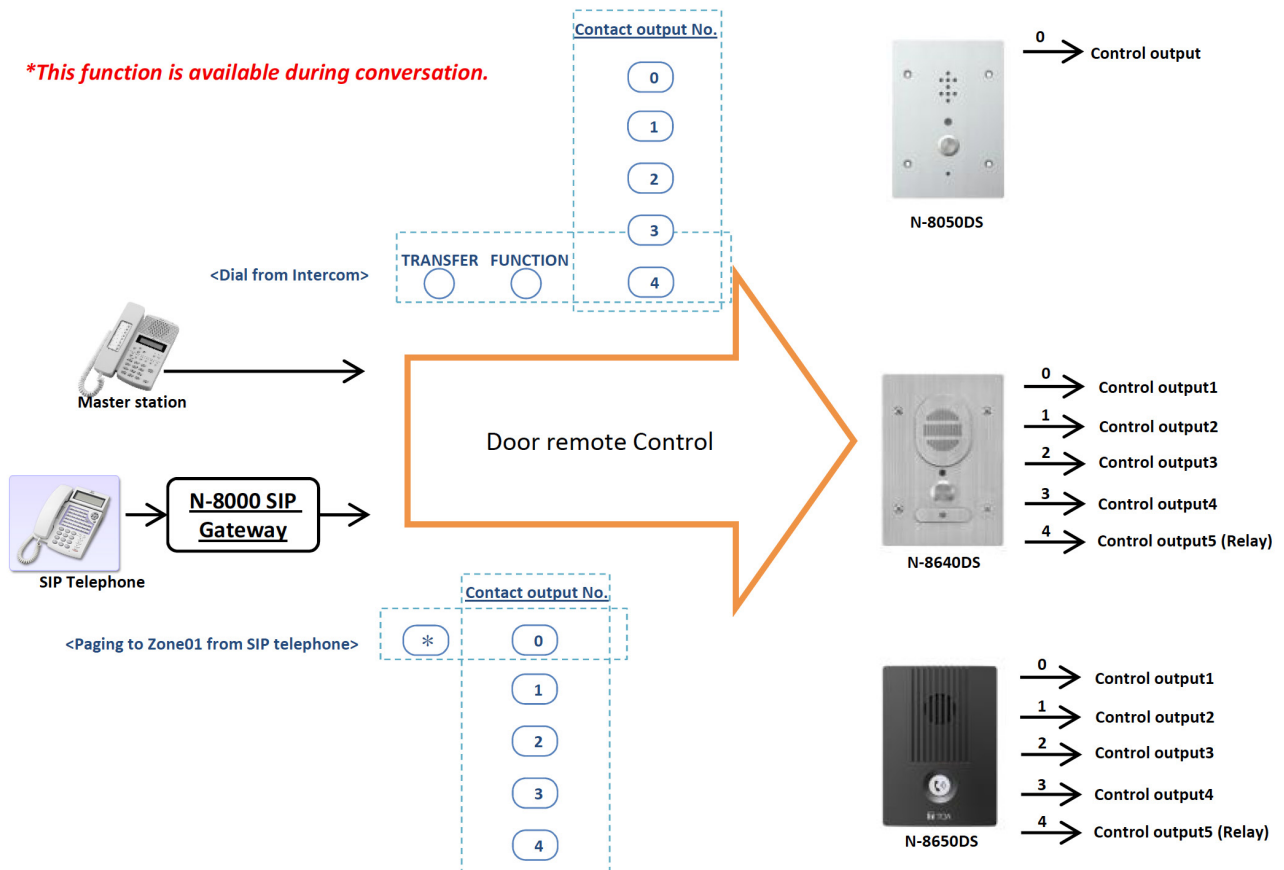 *This function is available during conversation.
Contact output No.
0
1
2
3
<Dial from Intercom>
TRANSFER FUNCTION
4
Master station
SIP Telephone
N-8000 SIP
Gateway
Door remote Control
<Paging to Zone01 from SIP telephone>
Contact output No.
* 0
1
2
3
4
0 Control output
N-8050DS
0 Control output1
1 Control output2
2 Control output3
3 Control output4
4 Control output5 (Relay)
N-8640DS
0 Control output1
1 Control output2
2 Control output3
3 Control output4
4 Control output5 (Relay)
TOA
N-8650DS